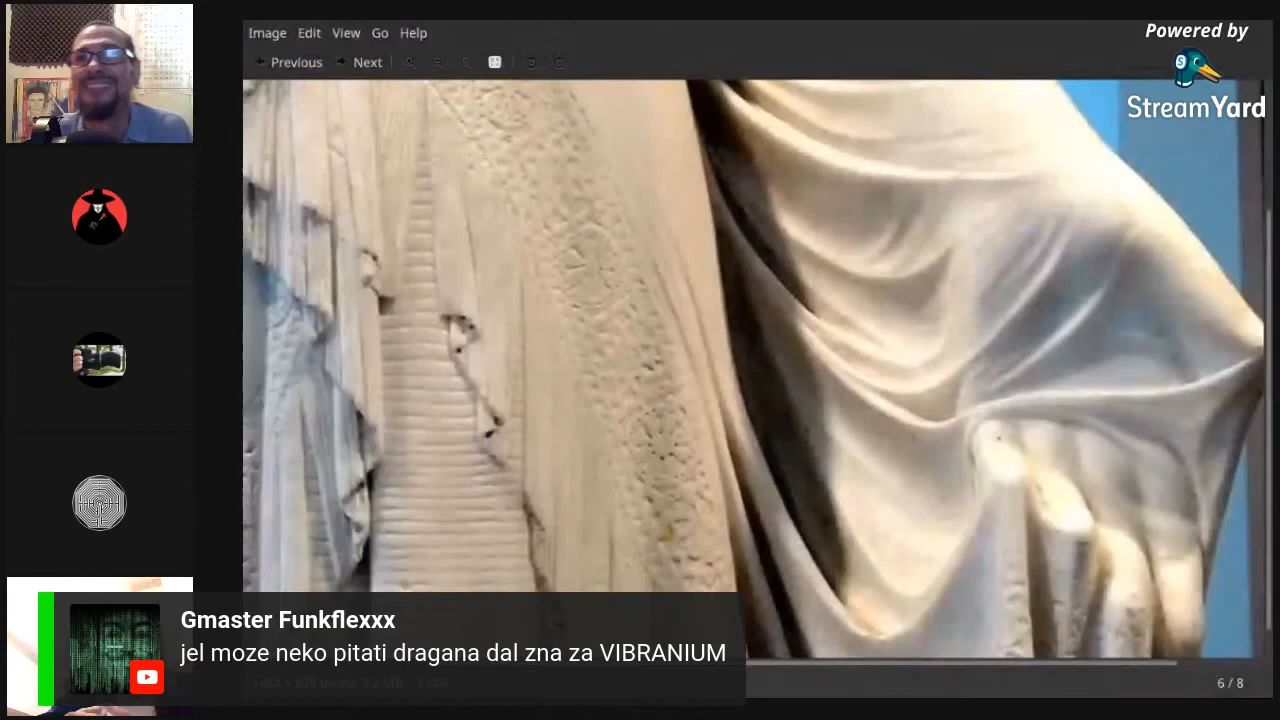 Image Edit View Go Help
Previous Next
Powered by
StreamYard
Gmaster Funkflexxx
jel moze neko pitati dragana dal zna za VIBRANIUM
6 / 8